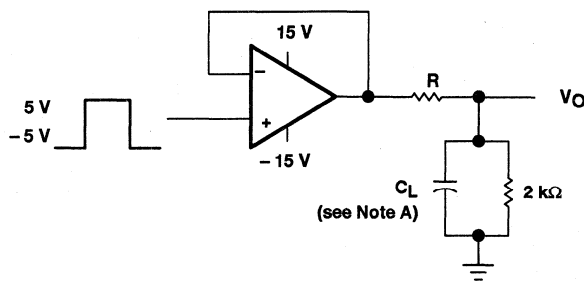 15 V
−
R
VO
5 V
− 5 V
+
− 15 V
CL
(see Note A)
2 kΩ